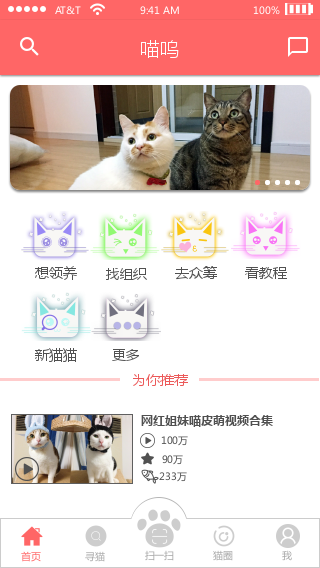 AT&T 9:41 AM 100%
喵呜
想领养 找组织 去众筹 看教程
新猫猫 更多
为你推荐
网红姐妹喵皮萌视频合集
100万
90万
233万
首页 寻猫 扫一扫 猫圈 我